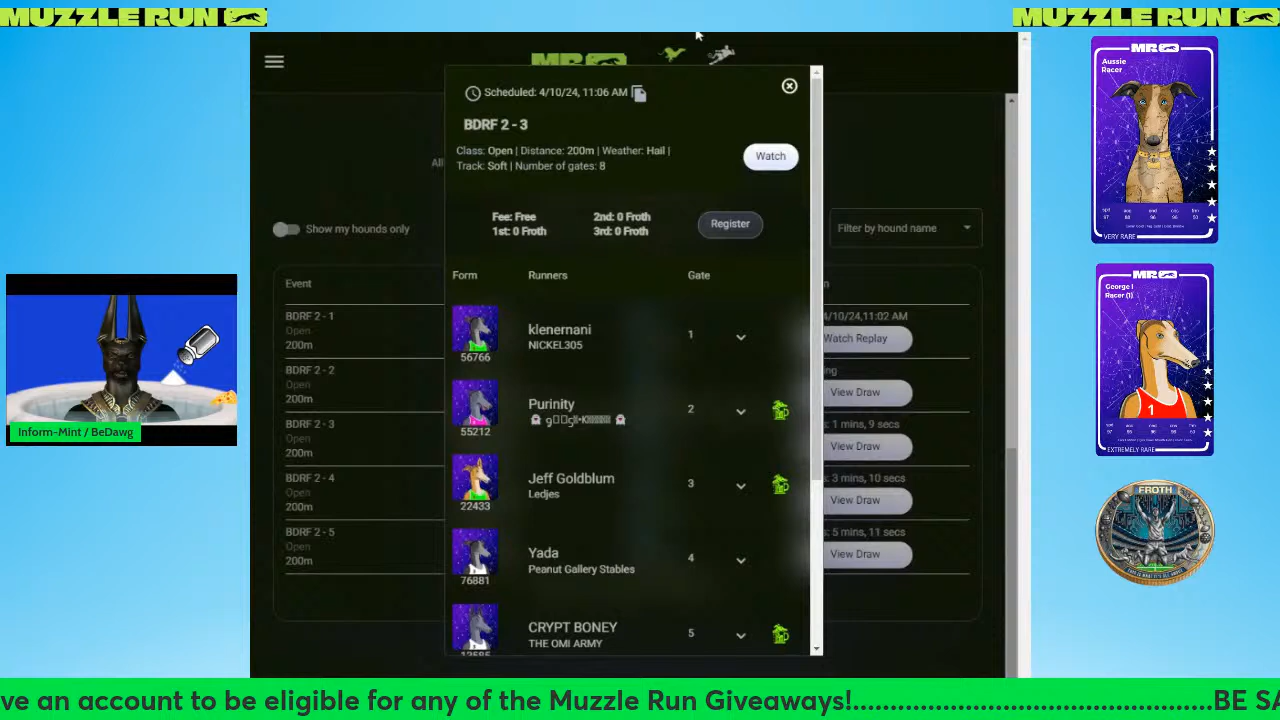 MUZZLE RUN
MUZZLE RUN
MR
Scheduled: 4/10/24, 11:06 AM
BDRF 2 - 3
Class: Open | Distance: 200m | Weather: Hail |
Track: Soft | Number of gates: 8
Watch
All
Fee: Free
1st: 0 Froth
2nd: 0 Froth
3rd: 0 Froth
Register
Show my hounds only
Filter by hound name
Form
Runners
Gate
Event
BDRF 2 - 1
Open
200m
4/10/24,11:02 AM
Watch Replay
BDRF 2 - 2
Open
200m
View Draw
BDRF 2 - 3
Open
200m
: 1 mins, 9 secs
View Draw
BDRF 2 - 4
Open
200m
: 3 mins, 10 secs
View Draw
BDRF 2 - 5
Open
200m
: 5 mins, 11 secs
View Draw
56766
klenernani
NICKEL305
1
55212
Purinity
2
22433
Jeff Goldblum
Ledjes
3
76881
Yada
Peanut Gallery Stables
4
CRYPT BONEY
THE OMI ARMY
5
Inform-Mint / BeDawg
MR
Aussie
Racer
VERY RARE
MR
George I
Racer (1)
1
EXTREMELY RARE
FROTH
ve an account to be eligible for any of the Muzzle Run Giveaways!..................................................BE SA